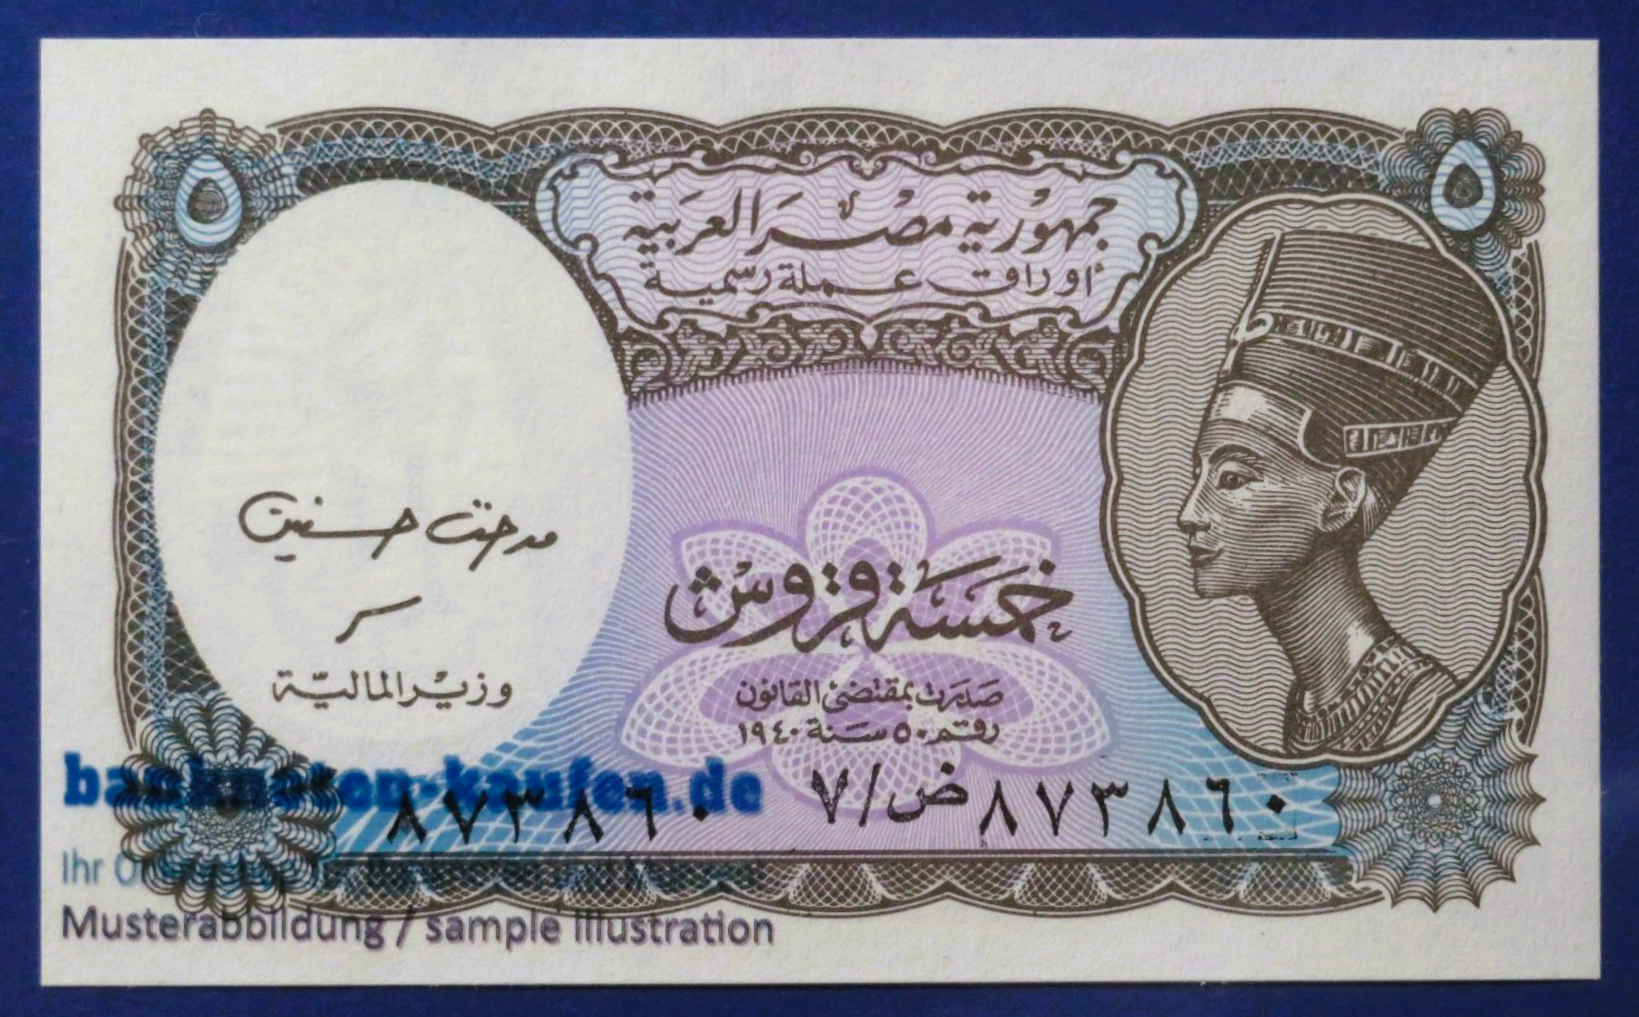 ٥
٥
جمهورية مصر العربية
أوراق عملة رسمية
خمسة قروش
صدرت بمقتضى القانون
رقم ٥٠ سنة ١٩٤٠
مدحت حسنين
وزير المالية
٨٧٣٨٦٠ ض/٧ ٨٧٣٨٦٠
banknoten-kaufen.de
Ihr
Musterabbildung / sample illustration